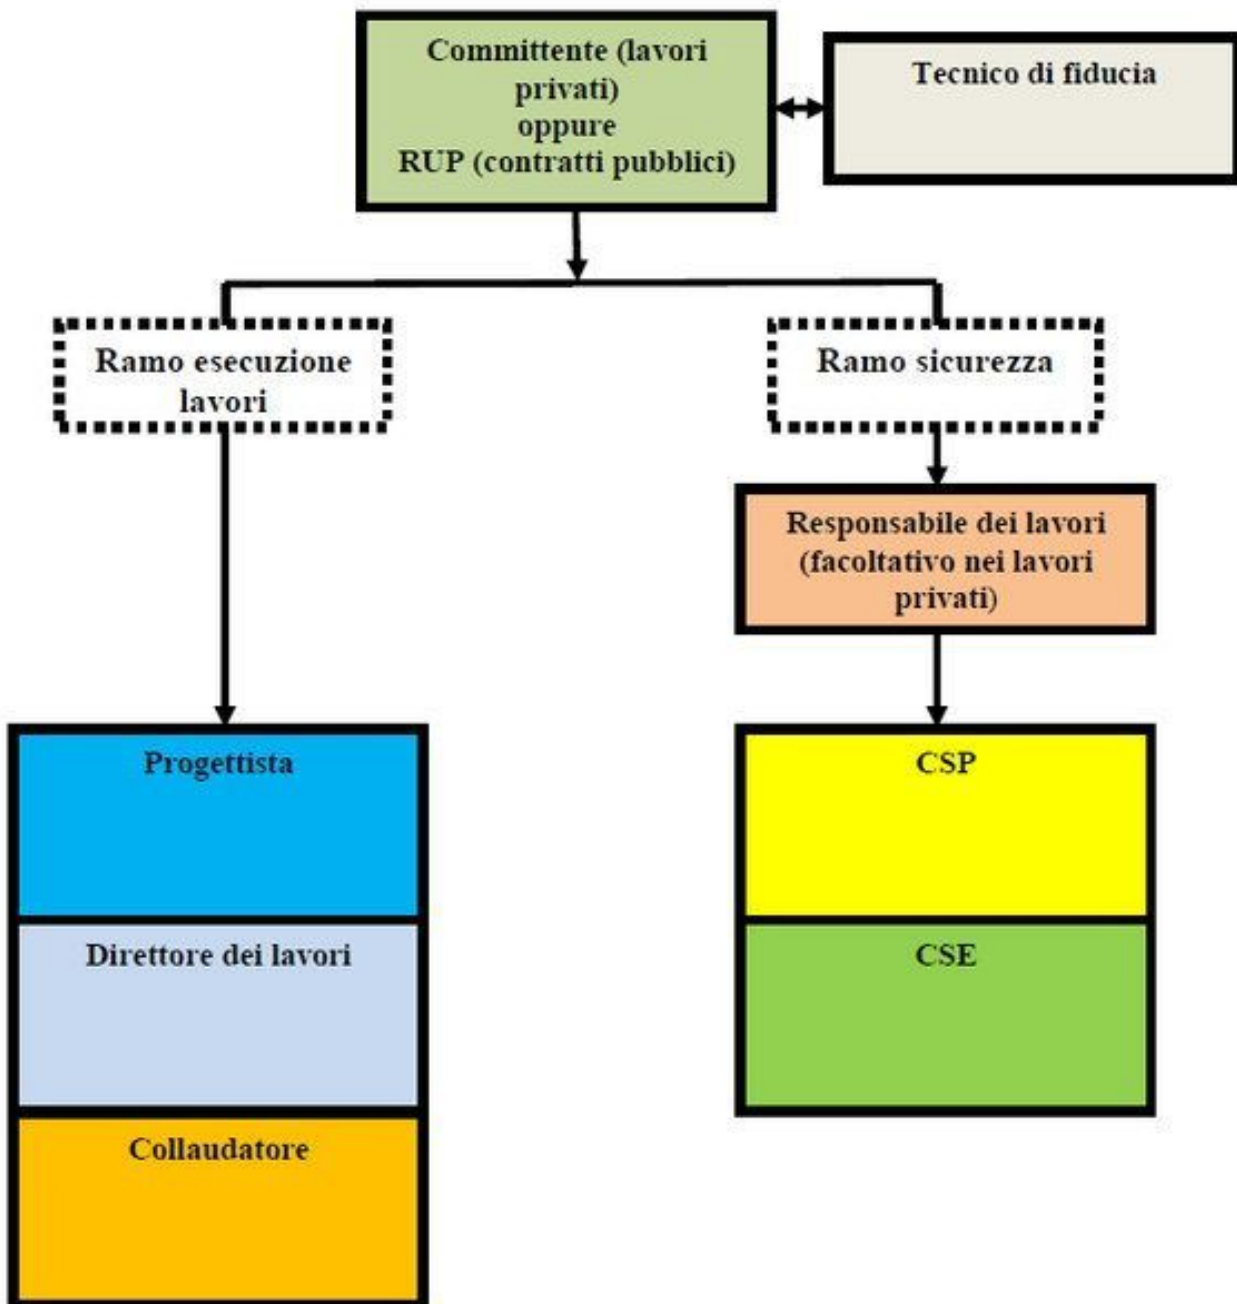 Committente (lavori
privati)
oppure
RUP (contratti pubblici)
Tecnico di fiducia
Ramo esecuzione
lavori
Ramo sicurezza
Responsabile dei lavori
(facoltativo nei lavori
privati)
Progettista
CSP
Direttore dei lavori
CSE
Collaudatore